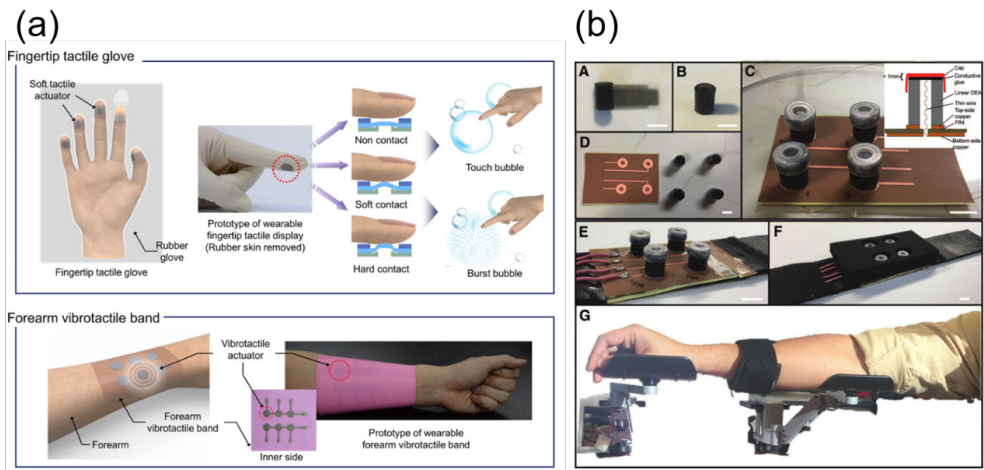 (a)
Fingertip tactile glove
Soft tactile
actuator
Rubber
glove
Fingertip tactile glove
Prototype of wearable
fingertip tactile display
(Rubber skin removed)
Non contact
Soft contact
Hard contact
Touch bubble
Burst bubble
Forearm vibrotactile band
Vibrotactile
actuator
Forearm
vibrotactile band
Forearm
Inner side
Prototype of wearable
forearm vibrotactile band
(b)
A
B
C
< 1mm
Cap
Conductive
glue
Linear DEA
Thin wire
Top-side
copper
FR4
Bottom-side
copper
D
E
F
G